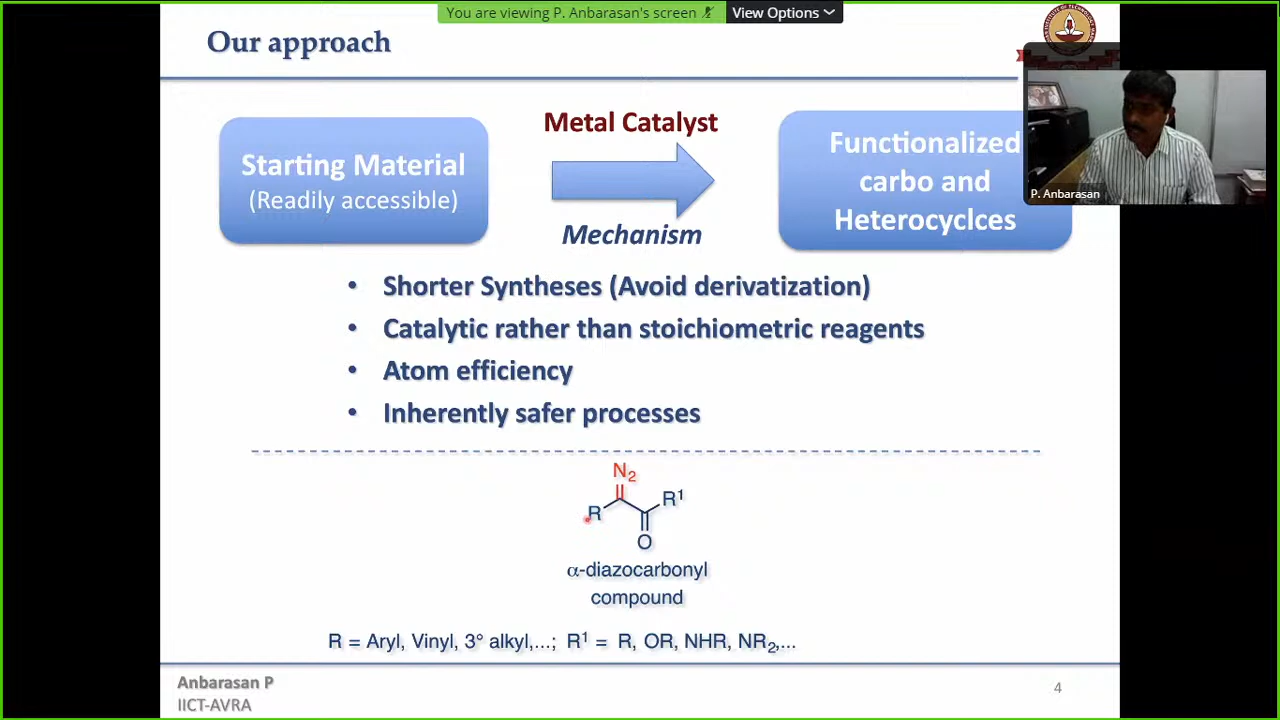 You are viewing P. Anbarasan's screen
View Options
Our approach
Metal Catalyst
Starting Material
(Readily accessible)
Mechanism
Functionalized
carbo and
Heterocyclces
P. Anbarasan
• Shorter Syntheses (Avoid derivatization)
• Catalytic rather than stoichiometric reagents
• Atom efficiency
• Inherently safer processes
N₂
R
R¹
O
α-diazocarbonyl
compound
R = Aryl, Vinyl, 3° alkyl,...; R¹ = R, OR, NHR, NR₂,...
Anbarasan P
IICT-AVRA
4